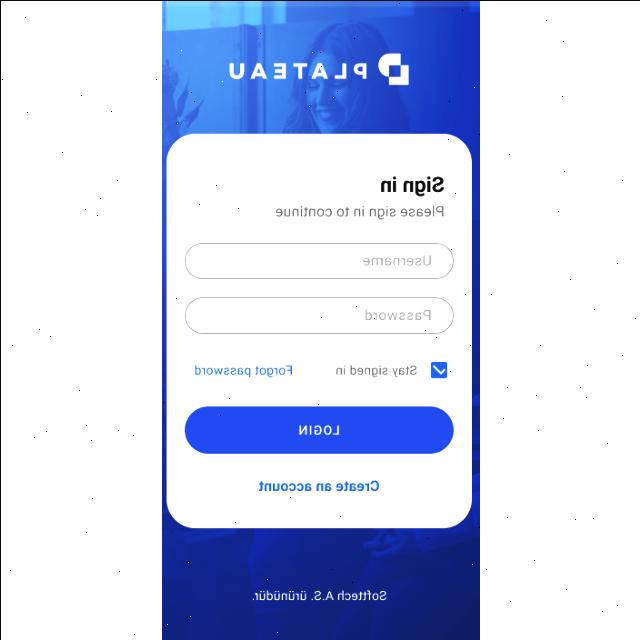 PLATEAU
Sign in
Please sign in to continue
Username
Password
Stay signed in Forgot password
LOGIN
Create an account
Softtech A.S. ürünüdür.